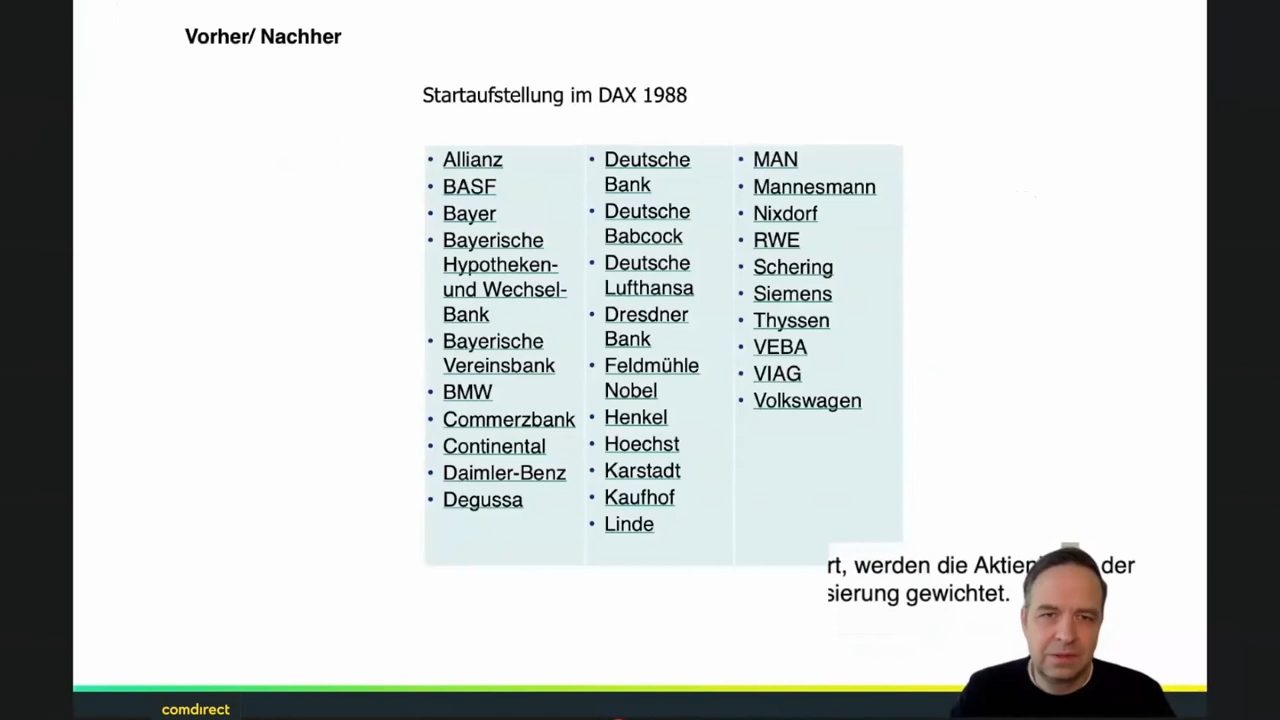 Vorher/ Nachher
Startaufstellung im DAX 1988
Allianz
BASF
Bayer
Bayerische
Hypotheken-
und Wechsel-
Bank
Bayerische
Vereinsbank
BMW
Commerzbank
Continental
Daimler-Benz
Degussa
Deutsche
Bank
Deutsche
Babcock
Deutsche
Lufthansa
Dresdner
Bank
Feldmühle
Nobel
Henkel
Hoechst
Karstadt
Kaufhof
Linde
MAN
Mannesmann
Nixdorf
RWE
Schering
Siemens
Thyssen
VEBA
VIAG
Volkswagen
rt, werden die Aktien der
sierung gewichtet.
comdirect